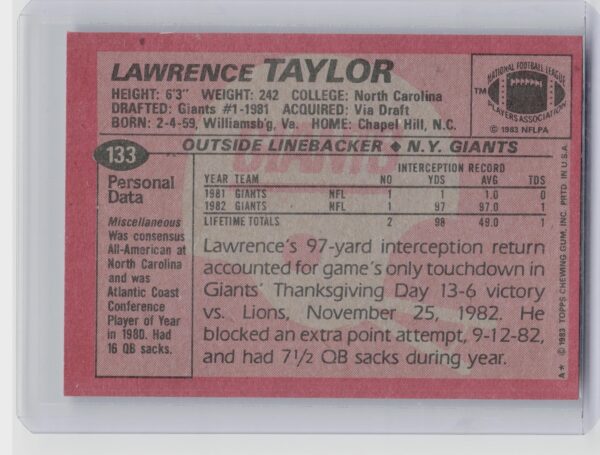 LAWRENCE TAYLOR
HEIGHT: 6'3" WEIGHT: 242 COLLEGE: North Carolina
DRAFTED: Giants #1-1981 ACQUIRED: Via Draft
BORN: 2-4-59, Williamsb'g, Va. HOME: Chapel Hill, N.C.
NATIONAL FOOTBALL LEAGUE
TM
PLAYERS ASSOCIATION
© 1983 NFLPA
133
OUTSIDE LINEBACKER ◆ N.Y. GIANTS
Personal
Data
Miscellaneous
Was consensus
All-American at
North Carolina
and was
Atlantic Coast
Conference
Player of Year
in 1980. Had
16 QB sacks.
INTERCEPTION RECORD
YEAR TEAM NO YDS AVG TDS
1981 GIANTS NFL 1 1 1.0 0
1982 GIANTS NFL 1 97 97.0 1
LIFETIME TOTALS 2 98 49.0 1
Lawrence's 97-yard interception return
accounted for game's only touchdown in
Giants' Thanksgiving Day 13-6 victory
vs. Lions, November 25, 1982. He
blocked an extra point attempt, 9-12-82,
and had 7½ QB sacks during year.
A* © 1983 TOPPS CHEWING GUM, INC. PRTD. IN U.S.A.